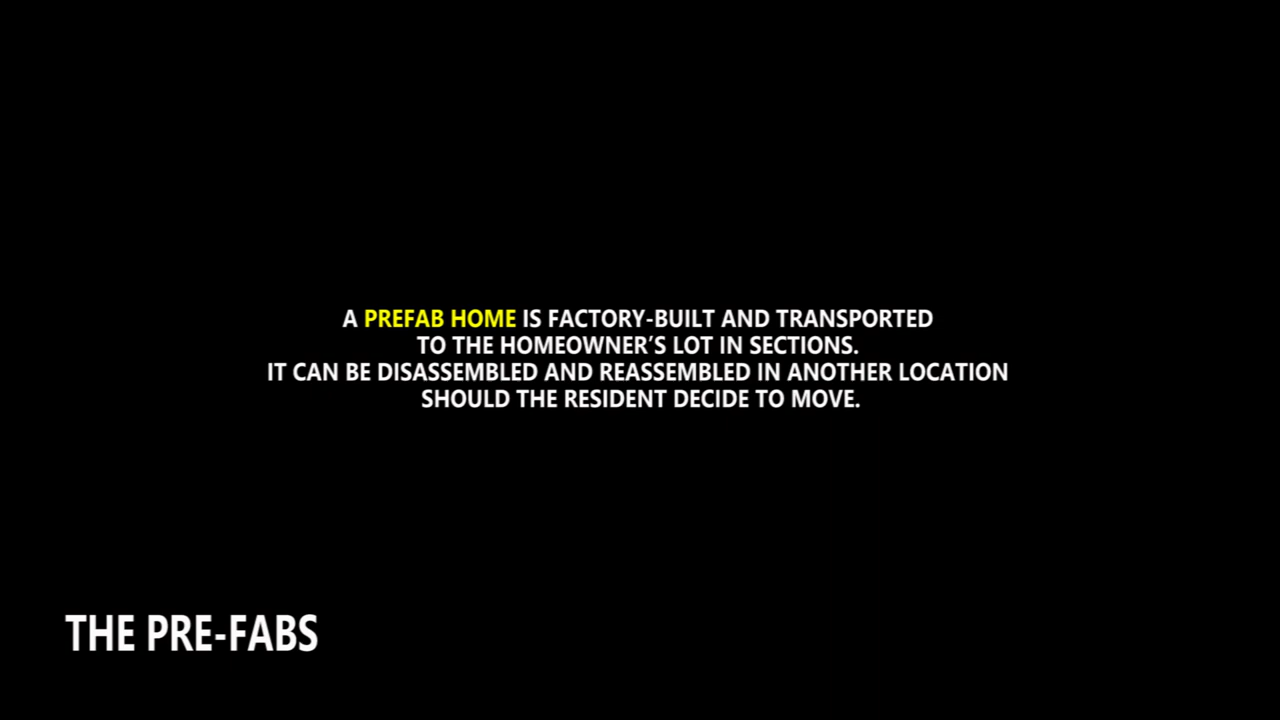 A PREFAB HOME IS FACTORY-BUILT AND TRANSPORTED
TO THE HOMEOWNER’S LOT IN SECTIONS.
IT CAN BE DISASSEMBLED AND REASSEMBLED IN ANOTHER LOCATION
SHOULD THE RESIDENT DECIDE TO MOVE.
THE PRE-FABS